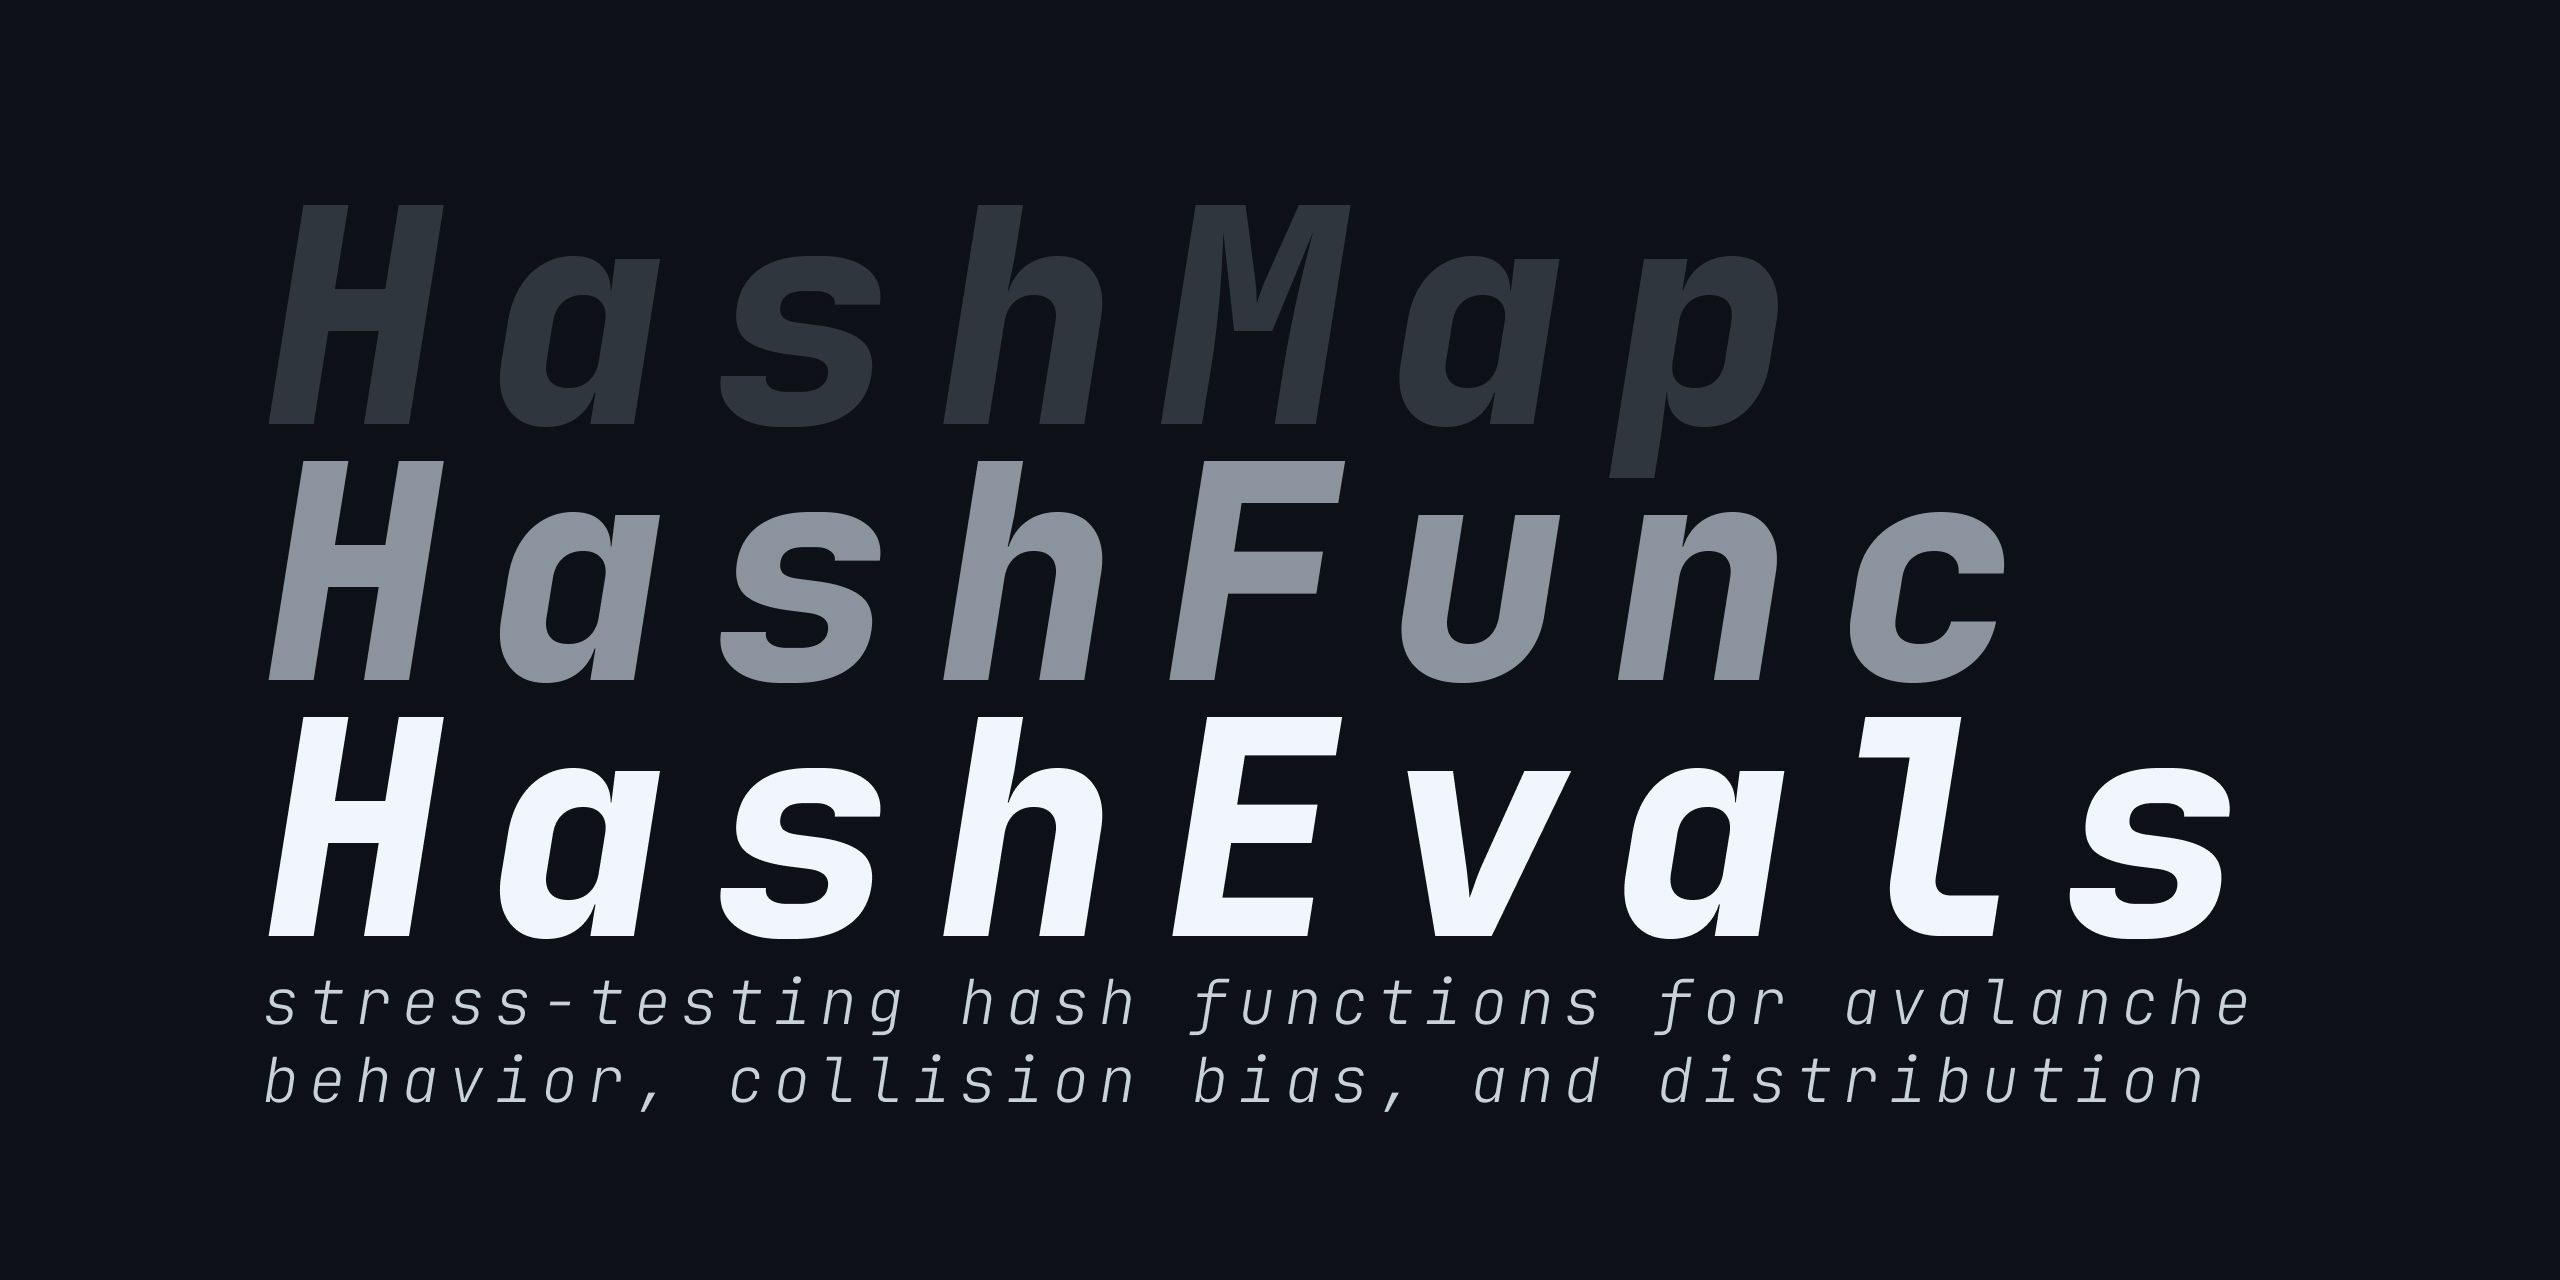 HashMap
HashFunc
HashEvals
stress-testing hash functions for avalanche
behavior, collision bias, and distribution